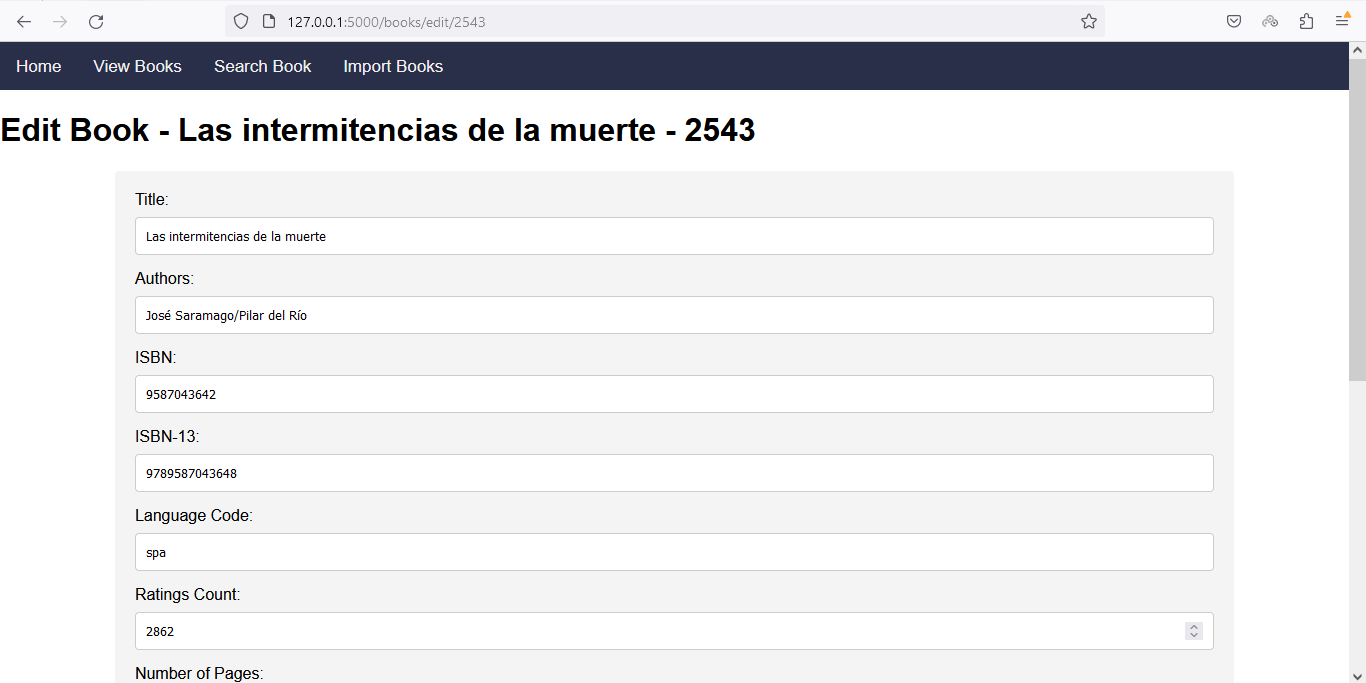 127.0.0.1:5000/books/edit/2543
Home View Books Search Book Import Books
Edit Book - Las intermitencias de la muerte - 2543
Title:
Las intermitencias de la muerte
Authors:
José Saramago/Pilar del Río
ISBN:
9587043642
ISBN-13:
9789587043648
Language Code:
spa
Ratings Count:
2862
Number of Pages: